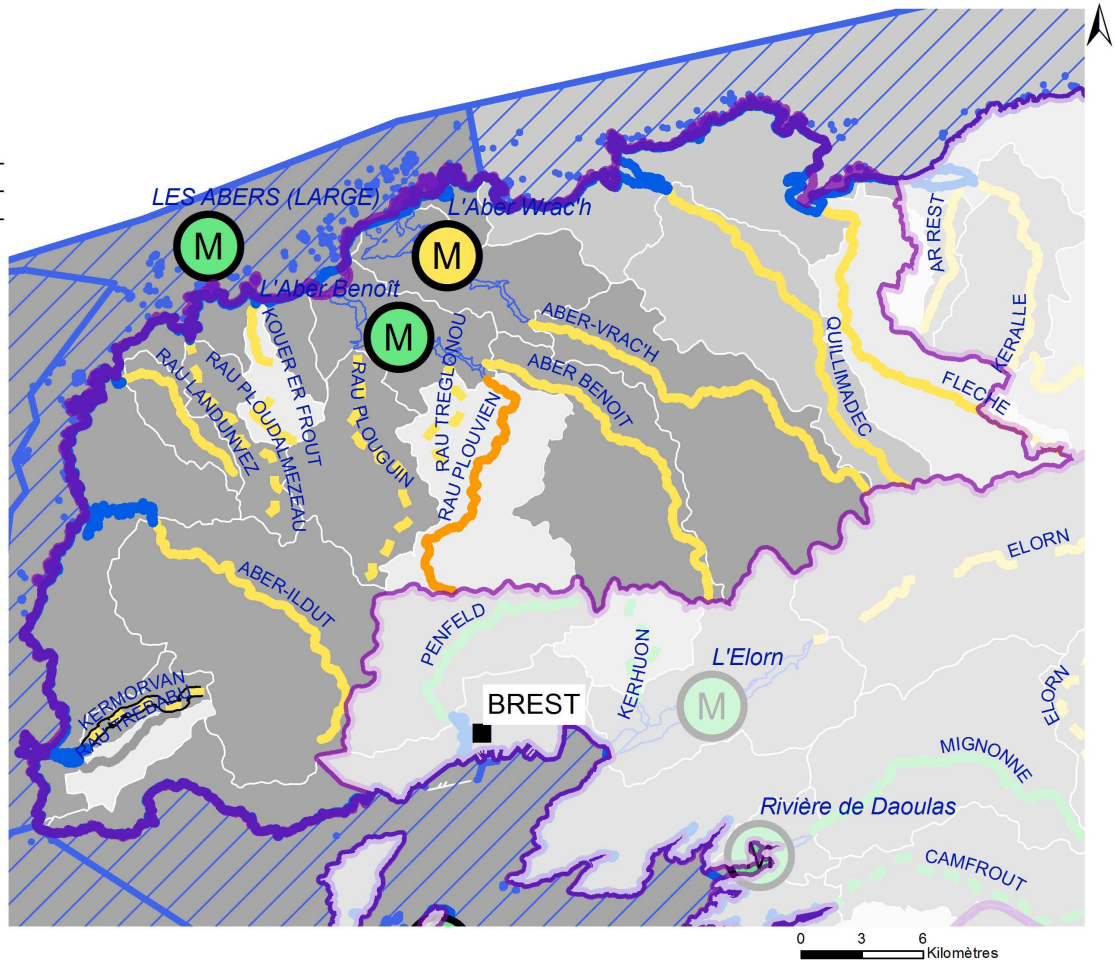 LES ABERS (LARGE)
M
L'Aber Wrac'h
M
L'Aber Benoît
M
AR REST
KERALLE
KOUER ER FROUT
RAU PLOUDALMEZEAU
RAU LANDUNVEZ
RAU PLOUGUIN
RAU TREGLONOU
RAU PLOUVIEN
ABER-VRAC'H
ABER BENOIT
QUILLIMADEC
FLECHE
ELORN
ABER-ILDUT
PENFELD
KERHUON
L'Elorn
M
ELORN
KERMORVAN
RAU TREBABU
BREST
MIGNONNE
Rivière de Daoulas
CAMFROUT
0 3 6
Kilomètres